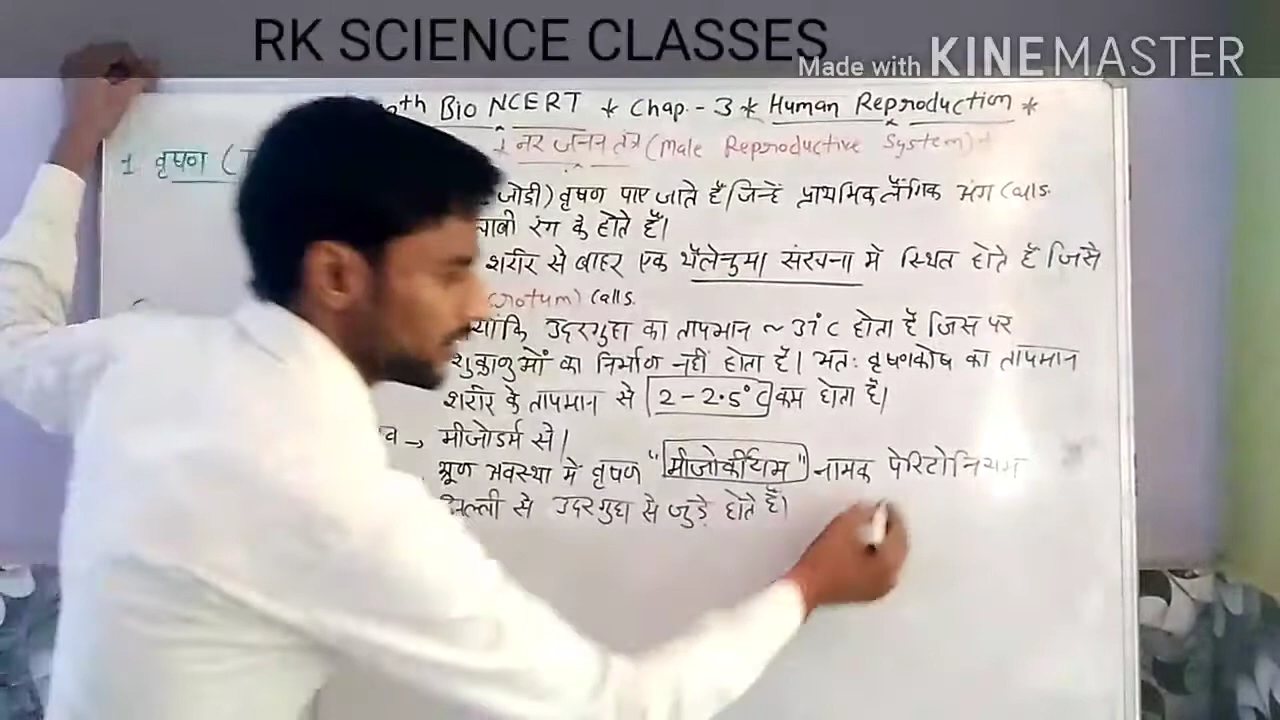 RK SCIENCE CLASSES
Made with KINEMASTER
th Bio NCERT * Chap.- 3 * Human Reproduction *
नर जनन तंत्र (Male Reproductive System)
1 वृषण (
जोडी) वृषण पाए जाते हैं जिन्हे प्राथमिक लैंगिक अंग calls.
रंग के होते हैं।
शरीर से बाहर एक थैलेनुमा संरचना में स्थित होते हैं जिसे
rotum) calls.
उदरगुहा का तापमान ~ 37°C होता है जिस पर
शुक्राणुओं का निर्माण नहीं होता है। अतः वृषणकोष का तापमान
शरीर के तापमान से 2 - 2.5°C कम होता है।
व → मीजोडर्म से।
भ्रूण अवस्था में वृषण "मीजोर्कीयम" नामक पेरिटोनियम
झिल्ली से उदरगुहा से जुड़े होते हैं।